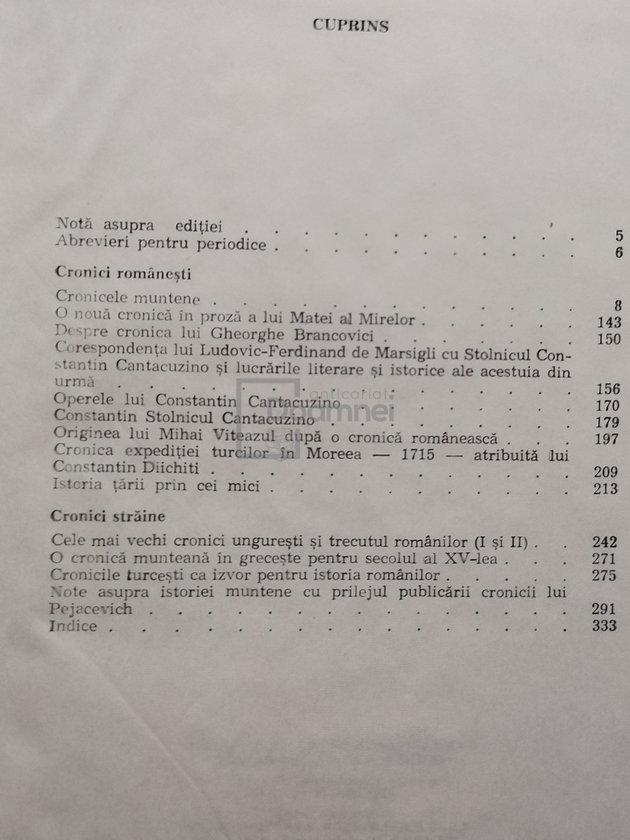 CUPRINS
Notă asupra ediției . . . . . . . . . . . 5
Abrevieri pentru periodice . . . . . . . . . . 6
Cronici românești
Cronicele muntene . . . . . . . . . . . . 8
O nouă cronică în proză a lui Matei al Mirelor . . . . . 143
Despre cronica lui Gheorghe Brancovici . . . . . . 150
Corespondența lui Ludovic-Ferdinand de Marsigli cu Stolnicul Con-
stantin Cantacuzino și lucrările literare și istorice ale acestuia din
urmă . . . . . . . . . . . . . . . 156
Operele lui Constantin Cantacuzino . . . . . . . 170
Constantin Stolnicul Cantacuzino . . . . . . . . 179
Originea lui Mihai Viteazul după o cronică românească . . . 197
Cronica expediției turcilor în Moreea — 1715 — atribuită lui
Constantin Diichiti . . . . . . . . . . . . 209
Istoria țării prin cei mici . . . . . . . . . . 213
Cronici străine
Cele mai vechi cronici ungurești și trecutul românilor (I și II) . . 242
O cronică munteană în grecește pentru secolul al XV-lea . . . 271
Cronicile turcești ca izvor pentru istoria românilor . . . . . 275
Note asupra istoriei muntene cu prilejul publicării cronicii lui
Pejacevich . . . . . . . . . . . . . . 291
Indice . . . . . . . . . . . . . . . 333